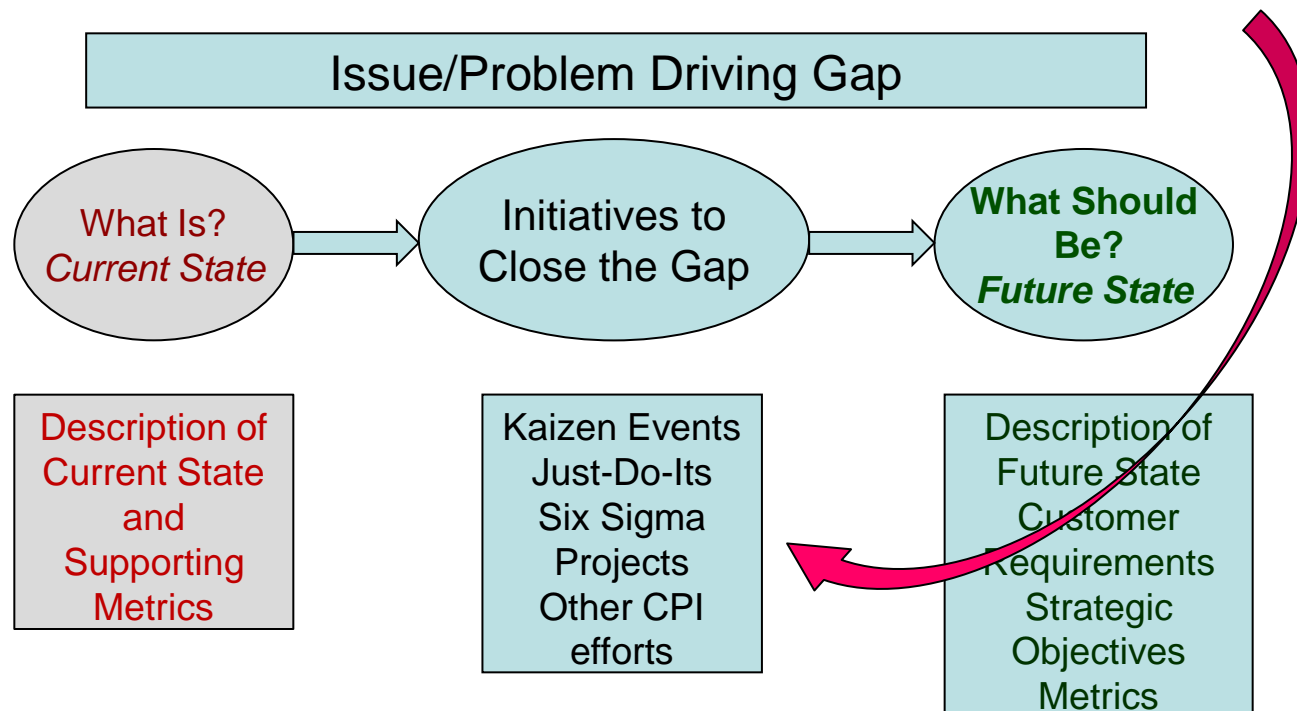 Issue/Problem Driving Gap
What Is?
Current State
Initiatives to
Close the Gap
What Should
Be?
Future State
Description of
Current State
and
Supporting
Metrics
Kaizen Events
Just-Do-Its
Six Sigma
Projects
Other CPI
efforts
Description of
Future State
Customer
Requirements
Strategic
Objectives
Metrics